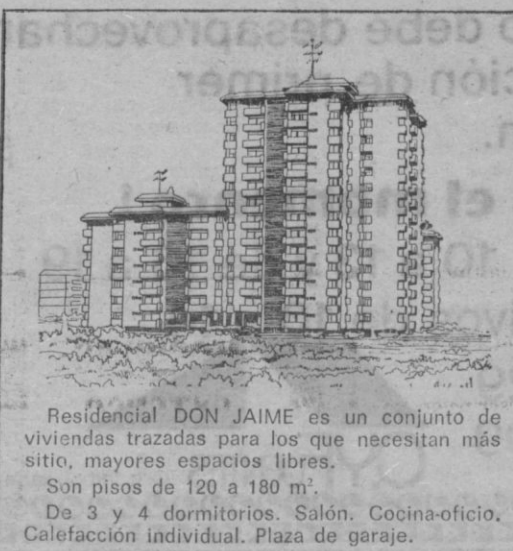 Residencial DON JAIME es un conjunto de
viviendas trazadas para los que necesitan más
sitio, mayores espacios libres.
Son pisos de 120 a 180 m².
De 3 y 4 dormitorios. Salón. Cocina-oficio.
Calefacción individual. Plaza de garaje.